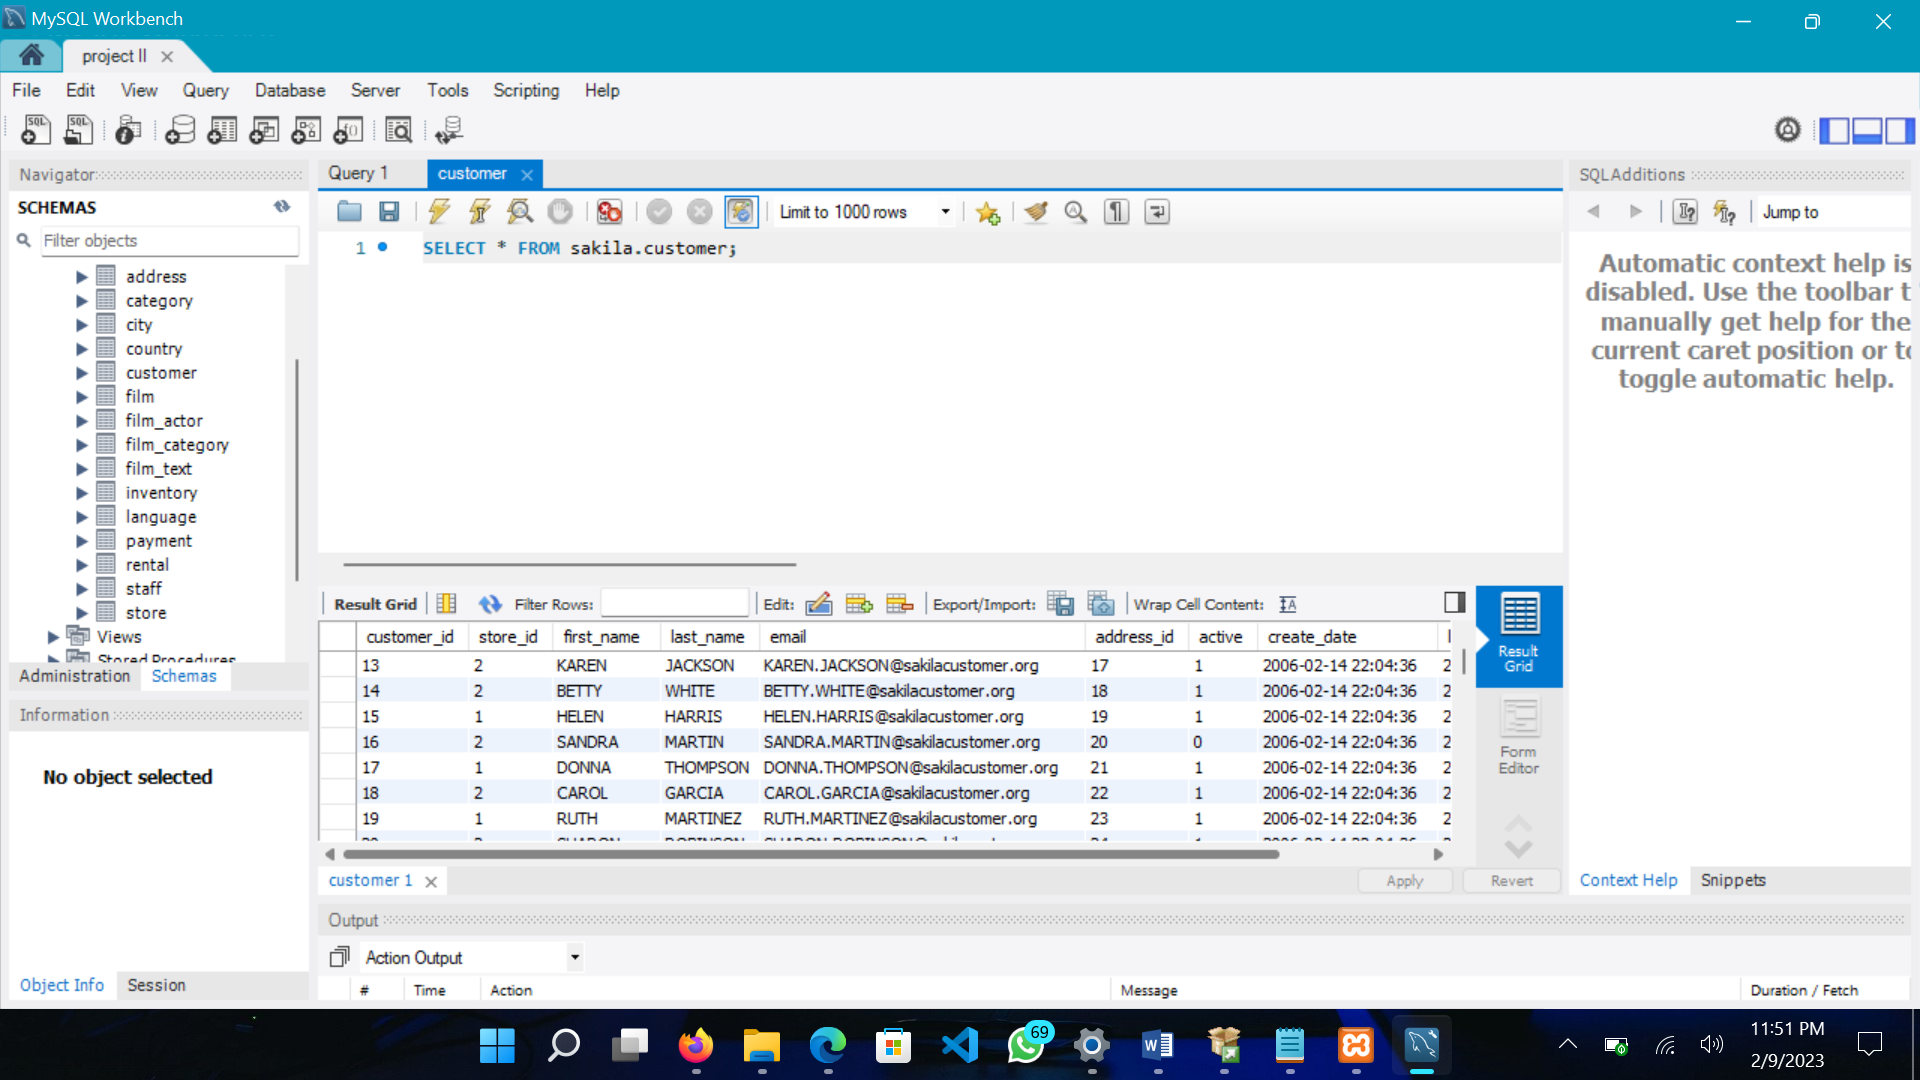 MySQL Workbench
project II
File Edit View Query Database Server Tools Scripting Help
Navigator
SCHEMAS
Filter objects
address
category
city
country
customer
film
film_actor
film_category
film_text
inventory
language
payment
rental
staff
store
Views
Stored Procedures
Administration Schemas
Information
No object selected
Object Info Session
Query 1 customer
Limit to 1000 rows
1 SELECT * FROM sakila.customer;
Result Grid Filter Rows: Edit: Export/Import: Wrap Cell Content:
customer_id store_id first_name last_name email address_id active create_date
13 2 KAREN JACKSON KAREN.JACKSON@sakilacustomer.org 17 1 2006-02-14 22:04:36 2
14 2 BETTY WHITE BETTY.WHITE@sakilacustomer.org 18 1 2006-02-14 22:04:36 2
15 1 HELEN HARRIS HELEN.HARRIS@sakilacustomer.org 19 1 2006-02-14 22:04:36 2
16 2 SANDRA MARTIN SANDRA.MARTIN@sakilacustomer.org 20 0 2006-02-14 22:04:36 2
17 1 DONNA THOMPSON DONNA.THOMPSON@sakilacustomer.org 21 1 2006-02-14 22:04:36 2
18 2 CAROL GARCIA CAROL.GARCIA@sakilacustomer.org 22 1 2006-02-14 22:04:36 2
19 1 RUTH MARTINEZ RUTH.MARTINEZ@sakilacustomer.org 23 1 2006-02-14 22:04:36 2
Result
Grid
Form
Editor
customer 1
Apply Revert
Output
Action Output
# Time Action Message Duration / Fetch
SQLAdditions
Jump to
Automatic context help is
disabled. Use the toolbar t
manually get help for the
current caret position or to
toggle automatic help.
Context Help Snippets
69
11:51 PM
2/9/2023